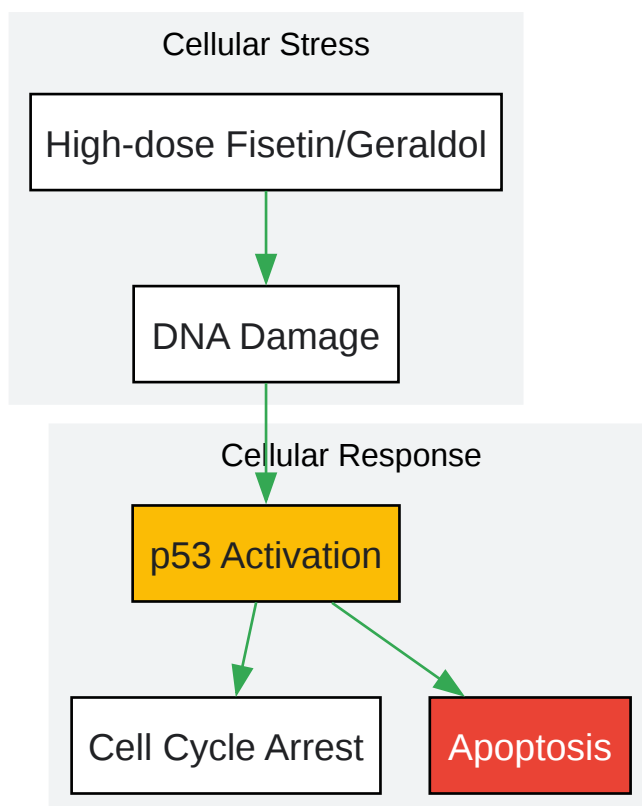 Cellular Stress
High-dose Fisetin/Geraldol
DNA Damage
Cellular Response
p53 Activation
Cell Cycle Arrest
Apoptosis